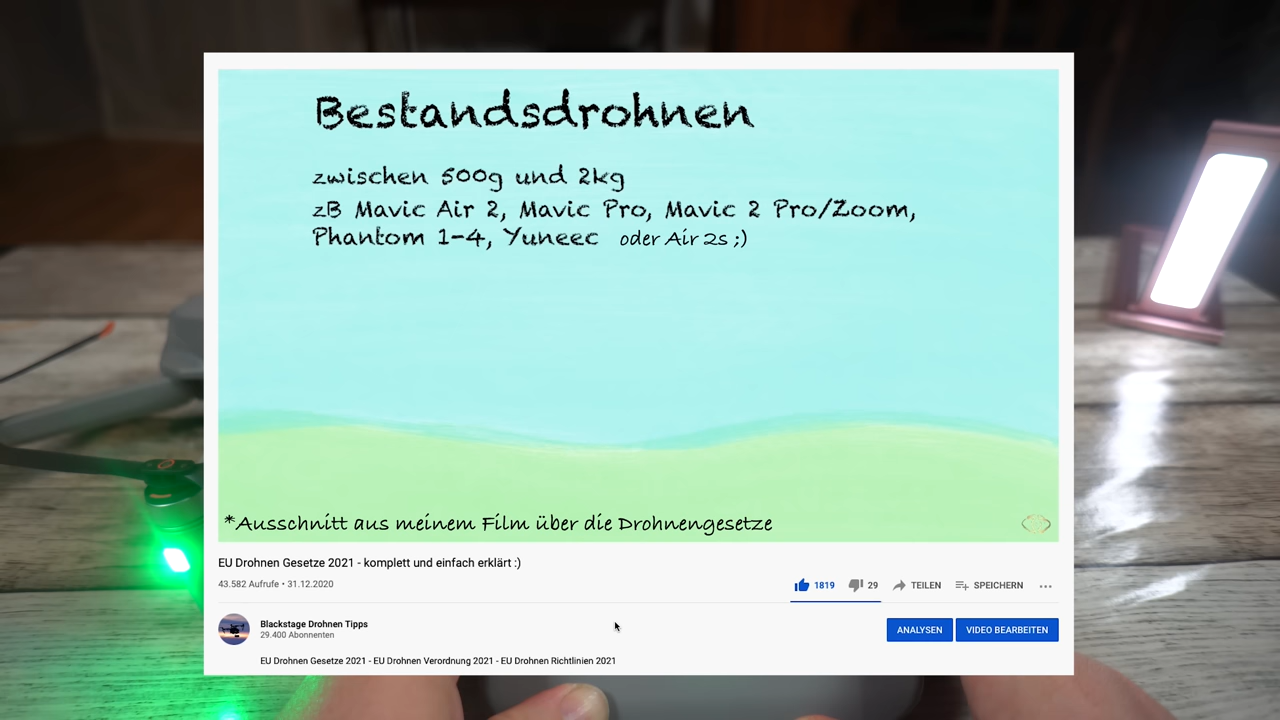 Bestandsdrohnen
zwischen 500g und 2kg
zB Mavic Air 2, Mavic Pro, Mavic 2 Pro/Zoom,
Phantom 1-4, Yuneec oder Air 2s ;)
*Ausschnitt aus meinem Film über die Drohnengesetze
EU Drohnen Gesetze 2021 - komplett und einfach erklärt :)
43.582 Aufrufe • 31.12.2020
1819 29 TEILEN SPEICHERN
Blackstage Drohnen Tipps
29.400 Abonnenten
ANALYSEN VIDEO BEARBEITEN
EU Drohnen Gesetze 2021 - EU Drohnen Verordnung 2021 - EU Drohnen Richtlinien 2021